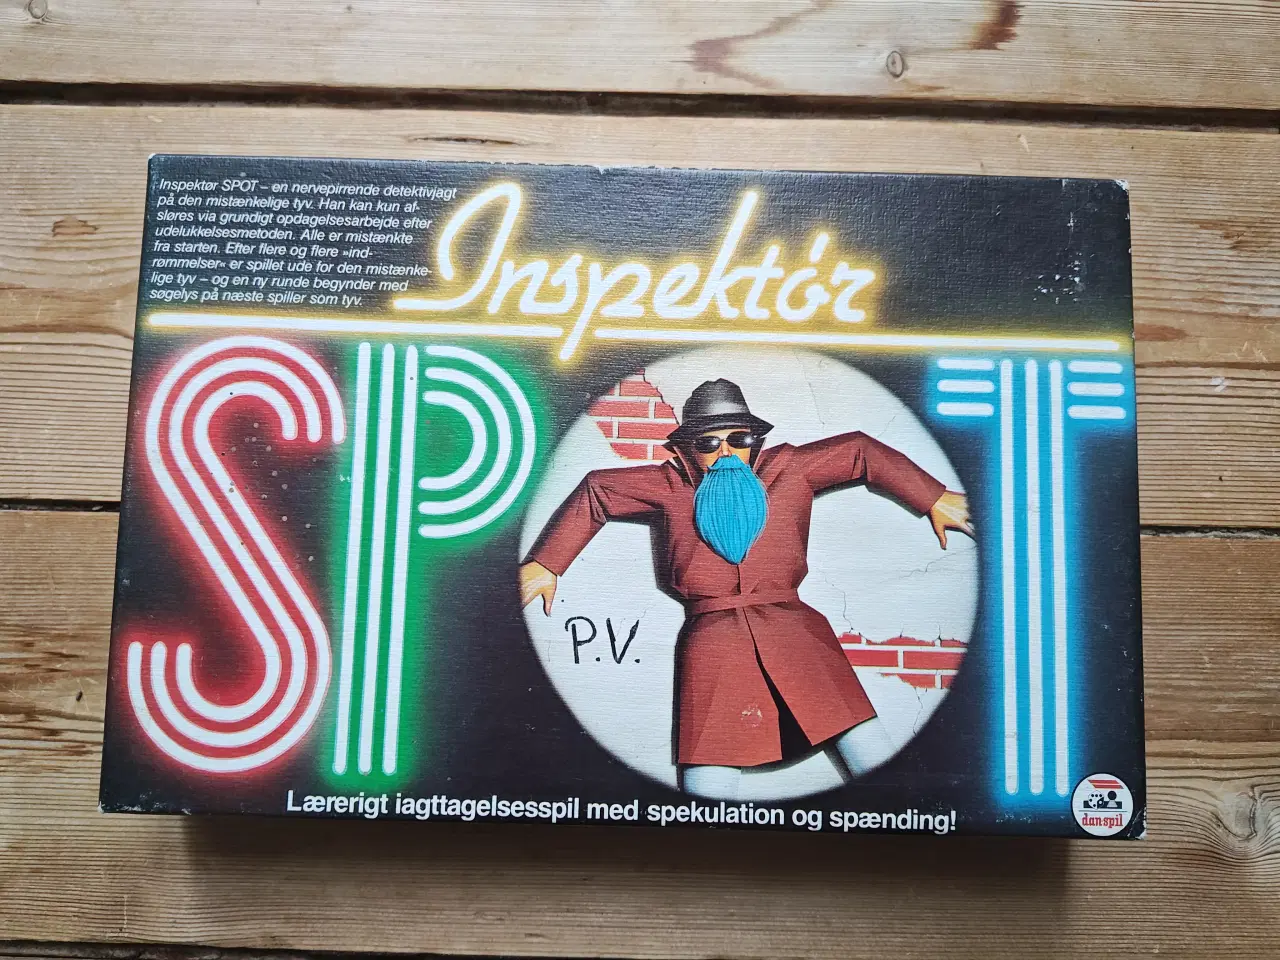 Inspektør SPOT – en nervepirrende detektivjagt
på den mistænkelige tyv. Han kan kun af-
sløres via grundigt opdagelsesarbejde efter
udelukkelsesmetoden. Alle er mistænkte
fra starten. Efter flere og flere »ind-
rømmelser« er spillet ude for den mistænke-
lige tyv – og en ny runde begynder med
søgelys på næste spiller som tyv.
Inspektør
SPOT
P.V.
Lærerigt iagttagelsesspil med spekulation og spænding!
dan-spil